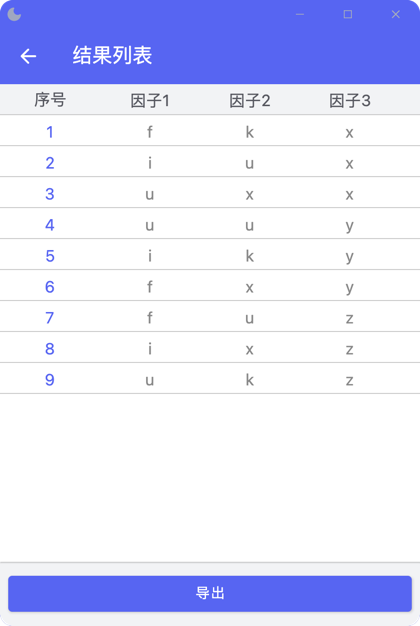 结果列表
序号 因子1 因子2 因子3
1 f k x
2 i u x
3 u x x
4 u u y
5 i k y
6 f x y
7 f u z
8 i x z
9 u k z
导出